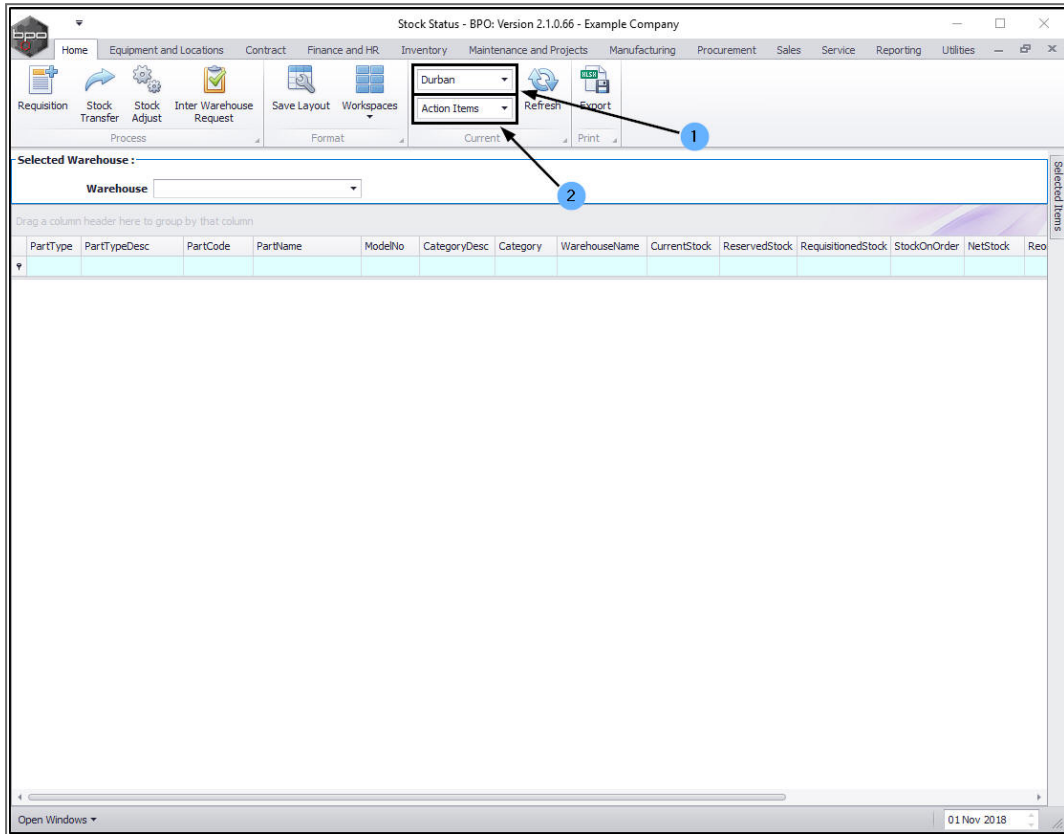 bpo
Stock Status - BPO: Version 2.1.0.66 - Example Company
Home Equipment and Locations Contract Finance and HR Inventory Maintenance and Projects Manufacturing Procurement Sales Service Reporting Utilities
Requisition Stock Transfer Stock Adjust Inter Warehouse Request Save Layout Workspaces Durban Action Items Refresh XLSX Export
Process Format Current Print
1
2
Selected Warehouse :
Warehouse
Selected Items
Drag a column header here to group by that column
PartType PartTypeDesc PartCode PartName ModelNo CategoryDesc Category WarehouseName CurrentStock ReservedStock RequisitionedStock StockOnOrder NetStock Reo
Open Windows 01 Nov 2018